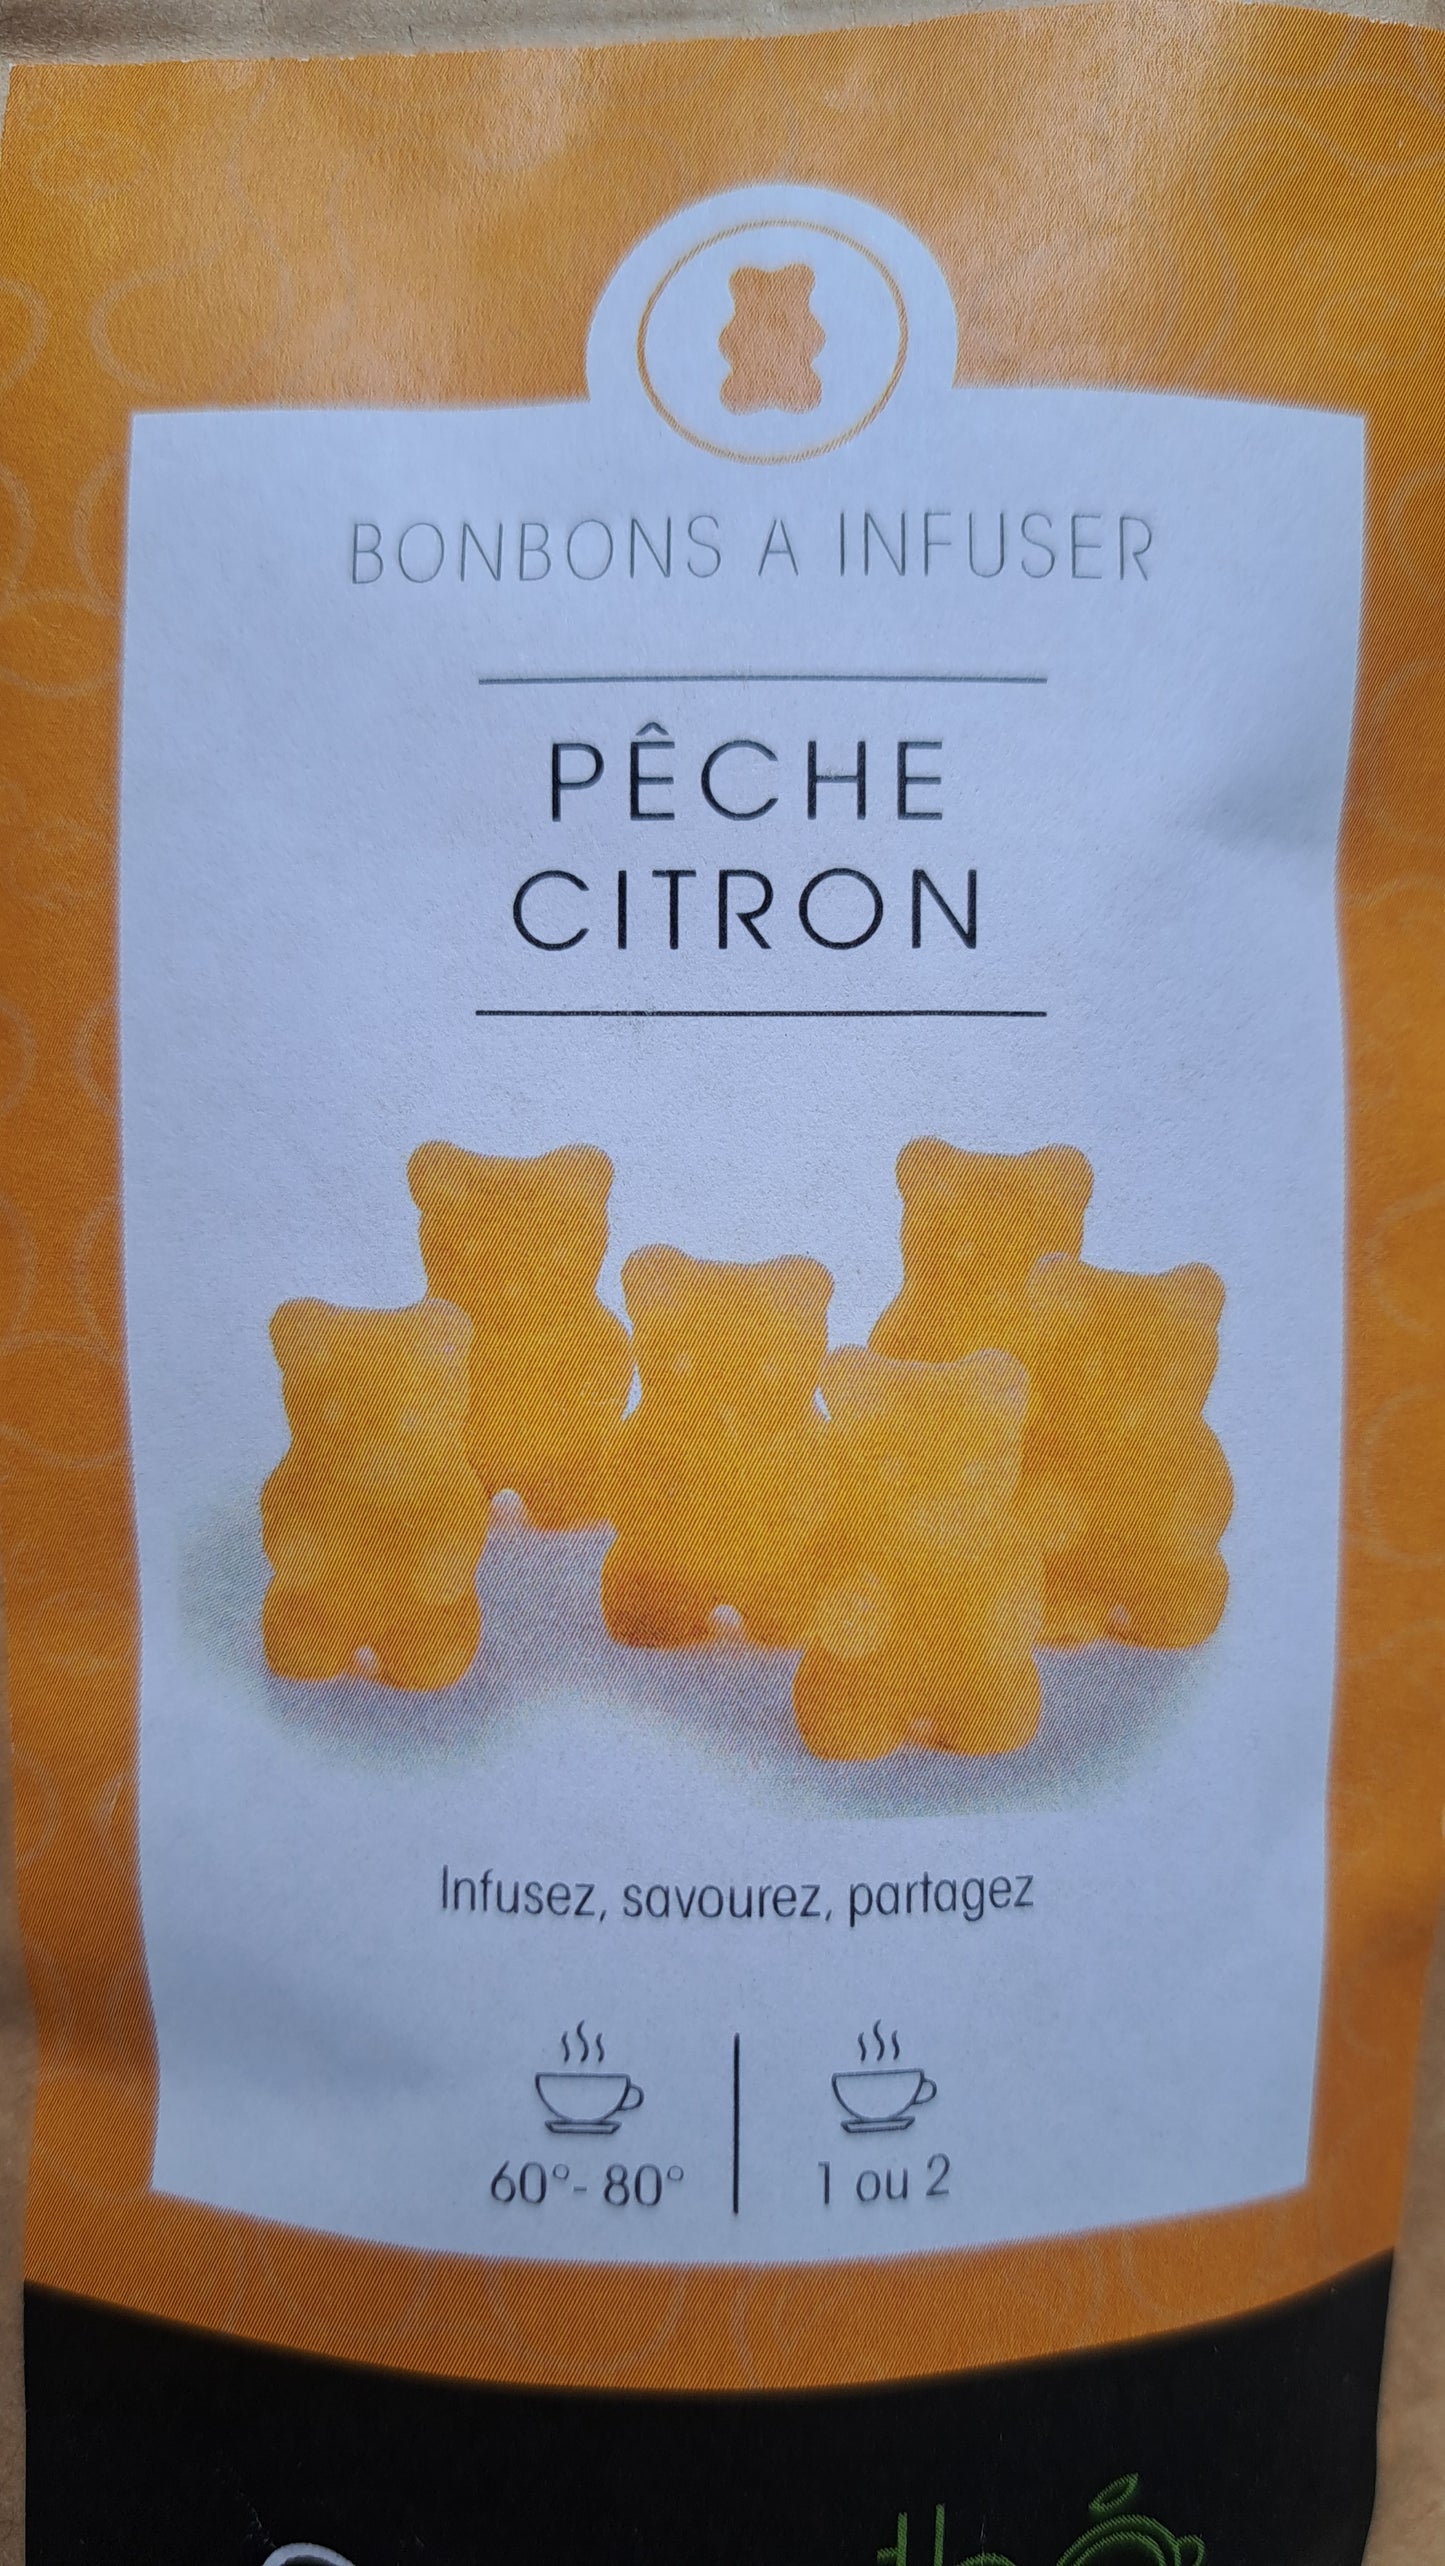 BONBONS A INFUSER
PÊCHE
CITRON
Infusez, savourez, partagez
60°- 80°
1 ou 2